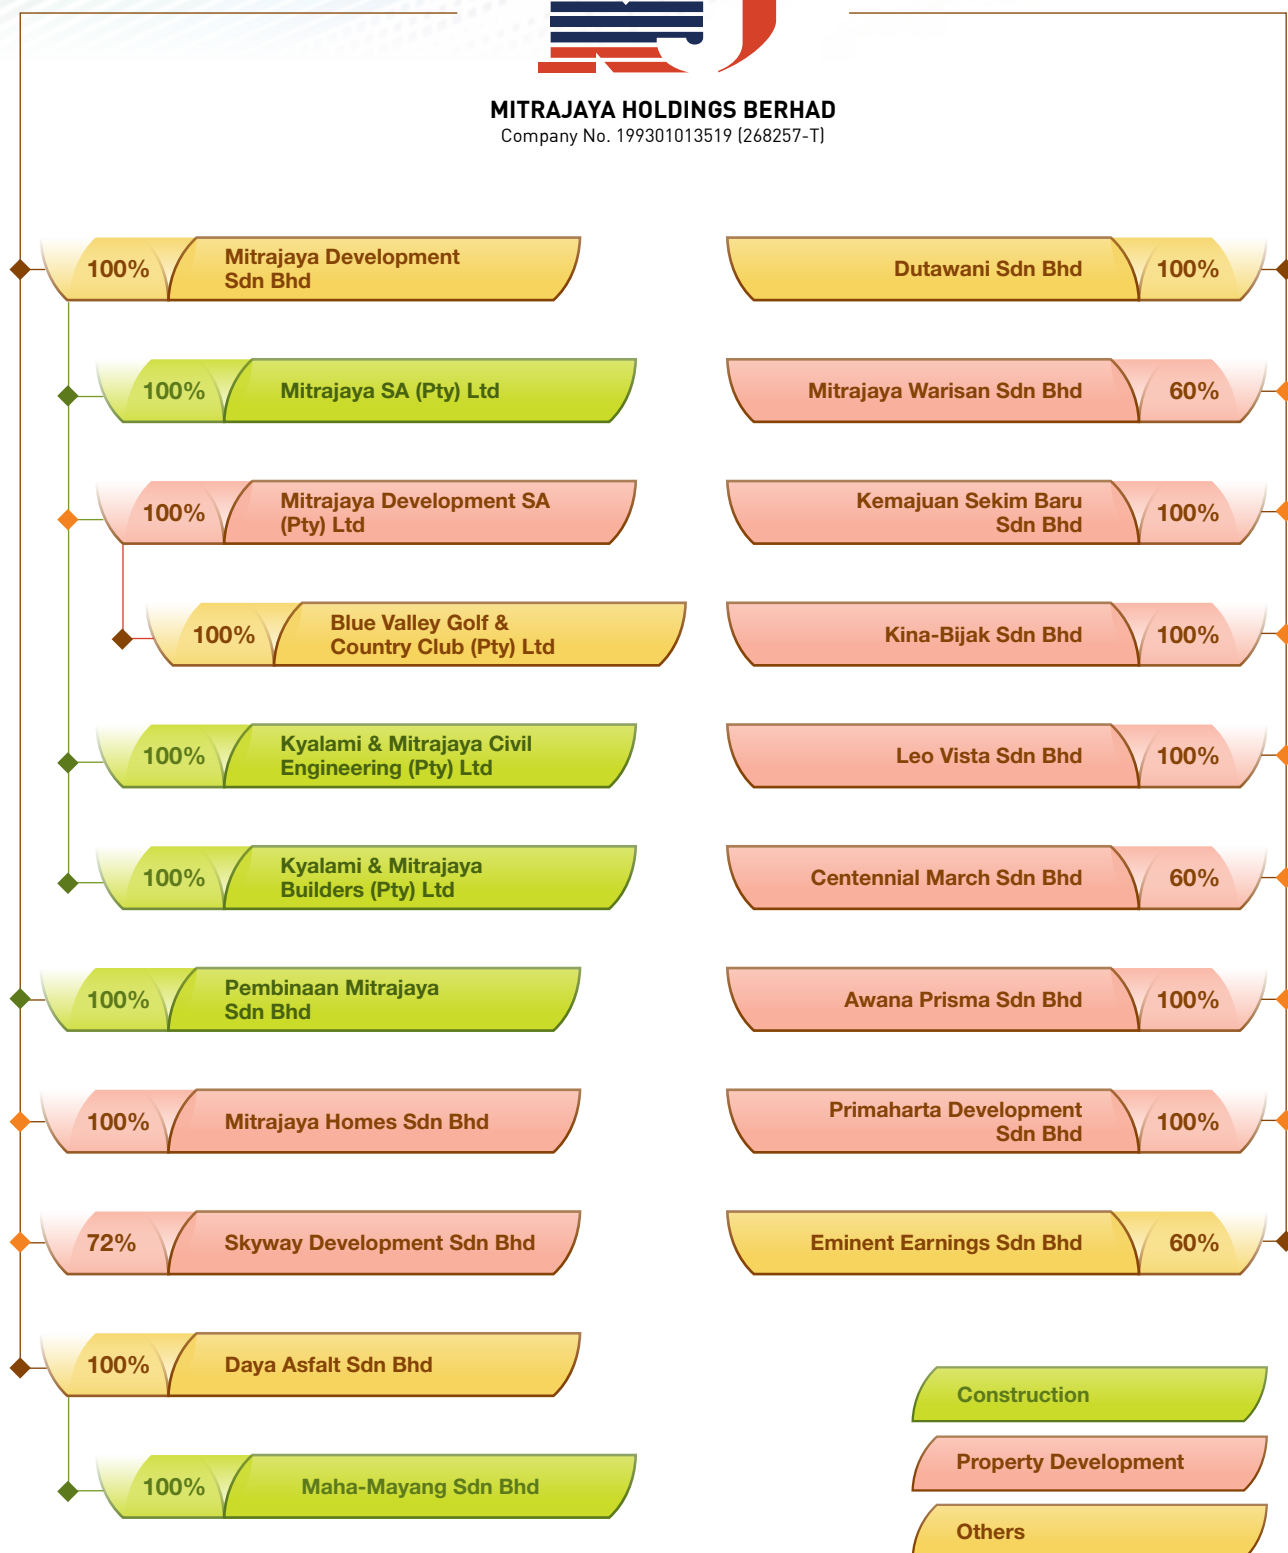 MITRAJAYA HOLDINGS BERHAD
Company No. 199301013519 (268257-T)
100%
Mitrajaya Development
Sdn Bhd
100%
Mitrajaya SA (Pty) Ltd
100%
Mitrajaya Development SA
(Pty) Ltd
100%
Blue Valley Golf &
Country Club (Pty) Ltd
100%
Kyalami & Mitrajaya Civil
Engineering (Pty) Ltd
100%
Kyalami & Mitrajaya
Builders (Pty) Ltd
100%
Pembinaan Mitrajaya
Sdn Bhd
100%
Mitrajaya Homes Sdn Bhd
72%
Skyway Development Sdn Bhd
100%
Daya Asfalt Sdn Bhd
100%
Maha-Mayang Sdn Bhd
Dutawani Sdn Bhd
100%
Mitrajaya Warisan Sdn Bhd
60%
Kemajuan Sekim Baru
Sdn Bhd
100%
Kina-Bijak Sdn Bhd
100%
Leo Vista Sdn Bhd
100%
Centennial March Sdn Bhd
60%
Awana Prisma Sdn Bhd
100%
Primaharta Development
Sdn Bhd
100%
Eminent Earnings Sdn Bhd
60%
Construction
Property Development
Others